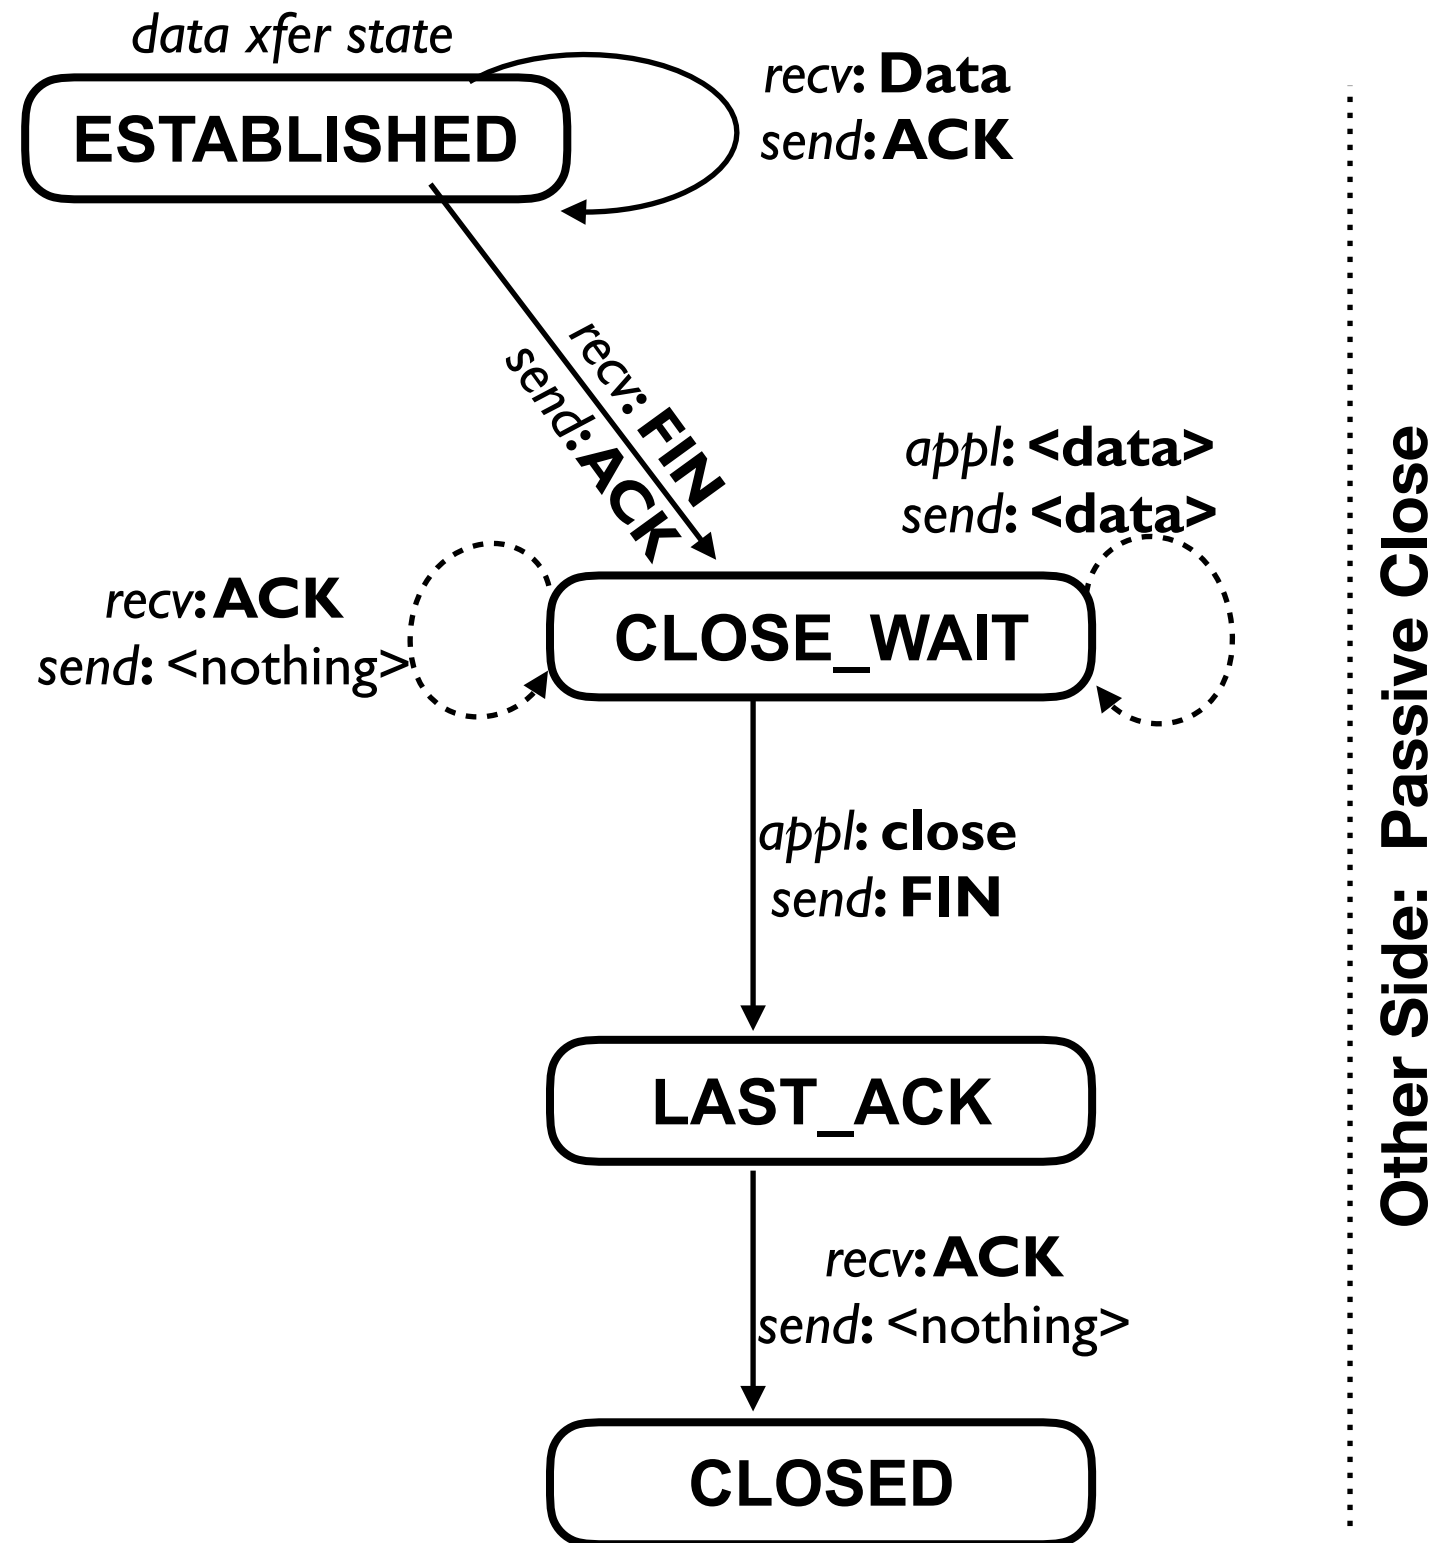 data xfer state
ESTABLISHED
recv: Data
send: ACK
recv: FIN
send: ACK
appl: <data>
send: <data>
recv: ACK
send: <nothing>
CLOSE_WAIT
appl: close
send: FIN
LAST_ACK
recv: ACK
send: <nothing>
CLOSED
Other Side: Passive Close